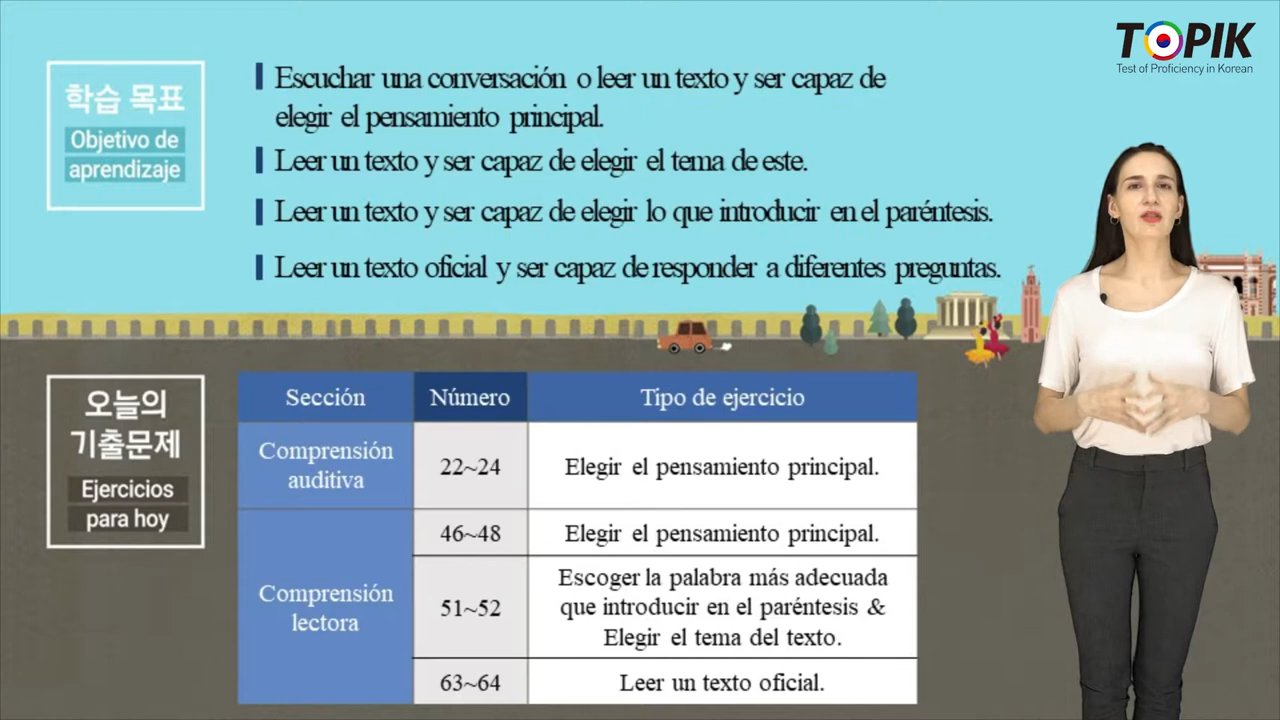 TOPIK
Test of Proficiency in Korean
학습 목표
Objetivo de
aprendizaje
Escuchar una conversación o leer un texto y ser capaz de
elegir el pensamiento principal.
Leer un texto y ser capaz de elegir el tema de este.
Leer un texto y ser capaz de elegir lo que introducir en el paréntesis.
Leer un texto oficial y ser capaz de responder a diferentes preguntas.
오늘의
기출문제
Ejercicios
para hoy
Sección Número Tipo de ejercicio
Comprensión
auditiva
22~24 Elegir el pensamiento principal.
Comprensión
lectora
46~48 Elegir el pensamiento principal.
51~52
Escoger la palabra más adecuada
que introducir en el paréntesis &
Elegir el tema del texto.
63~64 Leer un texto oficial.